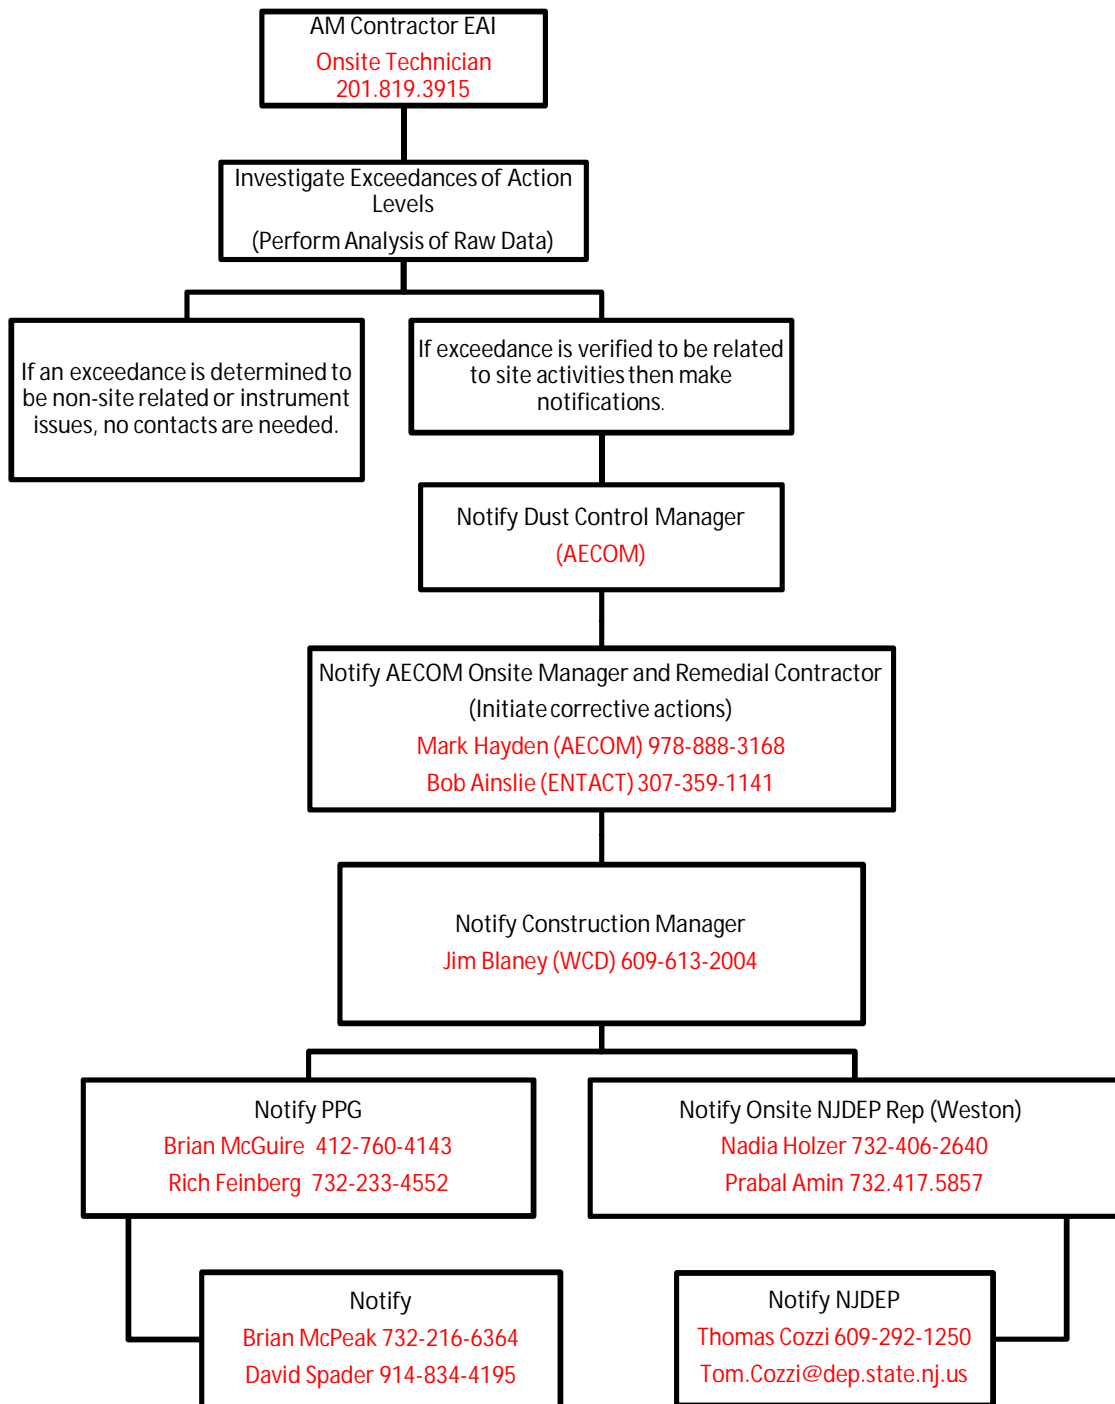 AM Contractor EAI
Onsite Technician
201.819.3915
Investigate Exceedances of Action
Levels
(Perform Analysis of Raw Data)
If an exceedance is determined to
be non-site related or instrument
issues, no contacts are needed.
If exceedance is verified to be related
to site activities then make
notifications.
Notify Dust Control Manager
(AECOM)
Notify AECOM Onsite Manager and Remedial Contractor
(Initiate corrective actions)
Mark Hayden (AECOM) 978-888-3168
Bob Ainslie (ENTACT) 307-359-1141
Notify Construction Manager
Jim Blaney (WCD) 609-613-2004
Notify PPG
Brian McGuire 412-760-4143
Rich Feinberg 732-233-4552
Notify Onsite NJDEP Rep (Weston)
Nadia Holzer 732-406-2640
Prabal Amin 732.417.5857
Notify
Brian McPeak 732-216-6364
David Spader 914-834-4195
Notify NJDEP
Thomas Cozzi 609-292-1250
Tom.Cozzi@dep.state.nj.us